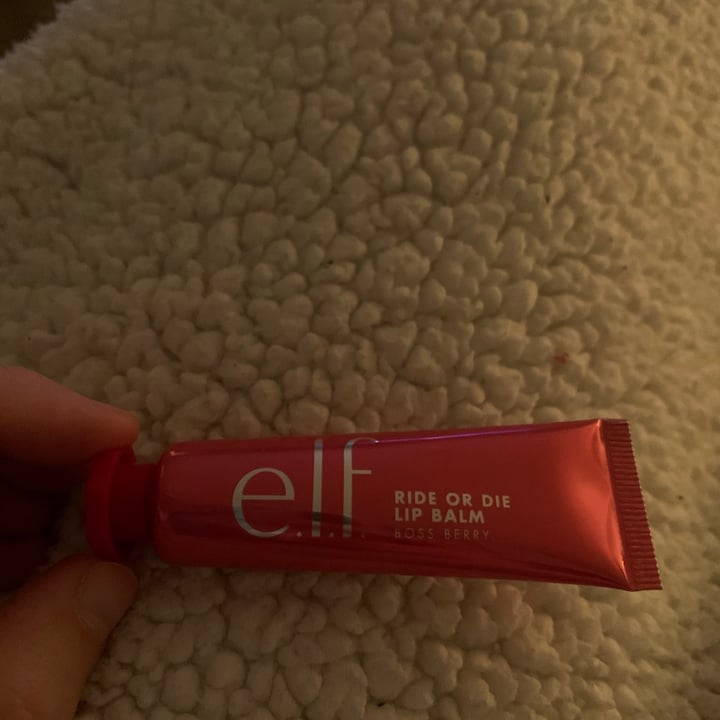 e.l.f.
RIDE OR DIE
LIP BALM
BOSS BERRY